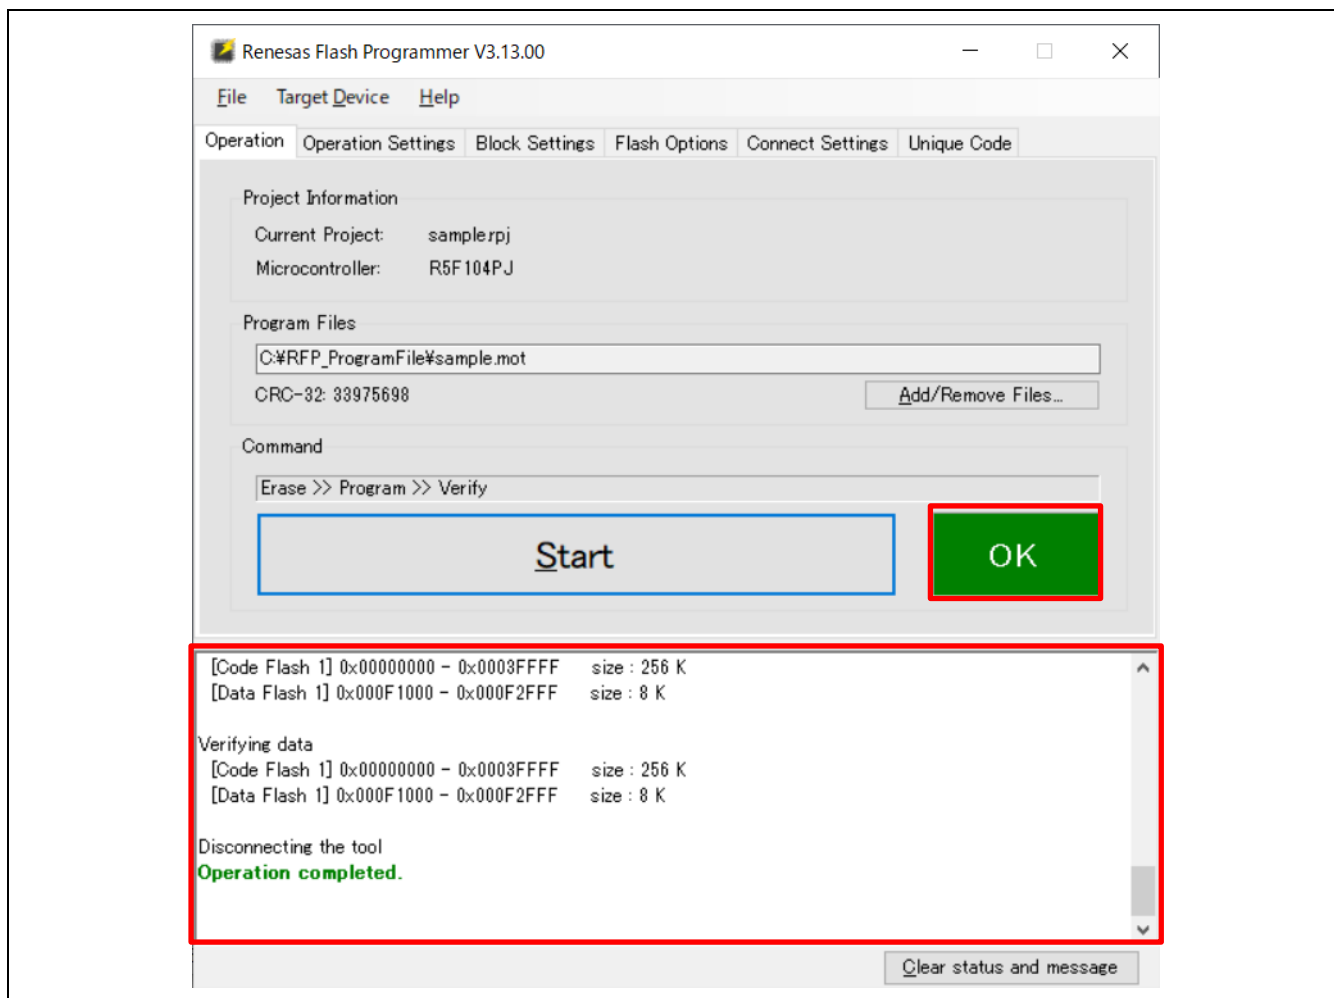 Renesas Flash Programmer V3.13.00
File Target Device Help
Operation Operation Settings Block Settings Flash Options Connect Settings Unique Code
Project Information
Current Project: sample.rpj
Microcontroller: R5F104PJ
Program Files
C:¥RFP_ProgramFile¥sample.mot
CRC-32: 33975698 Add/Remove Files...
Command
Erase >> Program >> Verify
Start OK
[Code Flash 1] 0x00000000 - 0x0003FFFF size : 256 K
[Data Flash 1] 0x000F1000 - 0x000F2FFF size : 8 K
Verifying data
[Code Flash 1] 0x00000000 - 0x0003FFFF size : 256 K
[Data Flash 1] 0x000F1000 - 0x000F2FFF size : 8 K
Disconnecting the tool
Operation completed.
Clear status and message